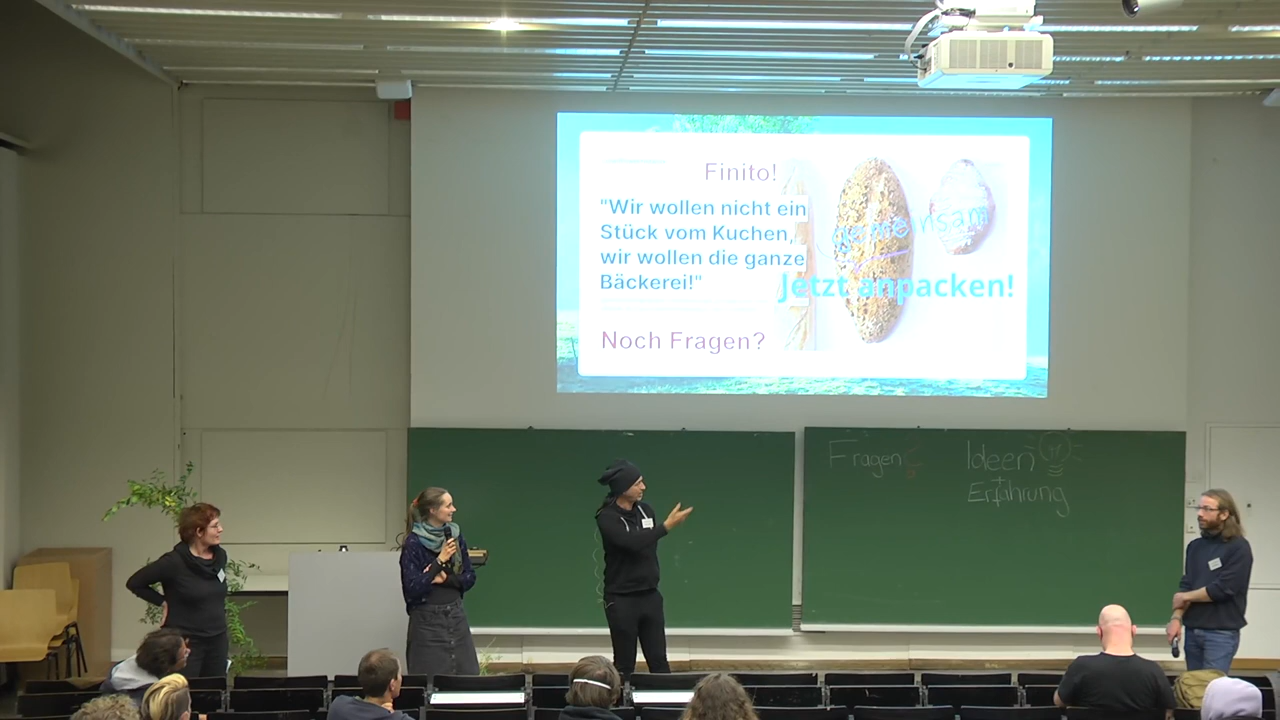 Finito!
"Wir wollen nicht ein
Stück vom Kuchen,
wir wollen die ganze
Bäckerei!"
gemeinsam
Jetzt anpacken!
Noch Fragen?
Fragen
Ideen
+
Erfahrung